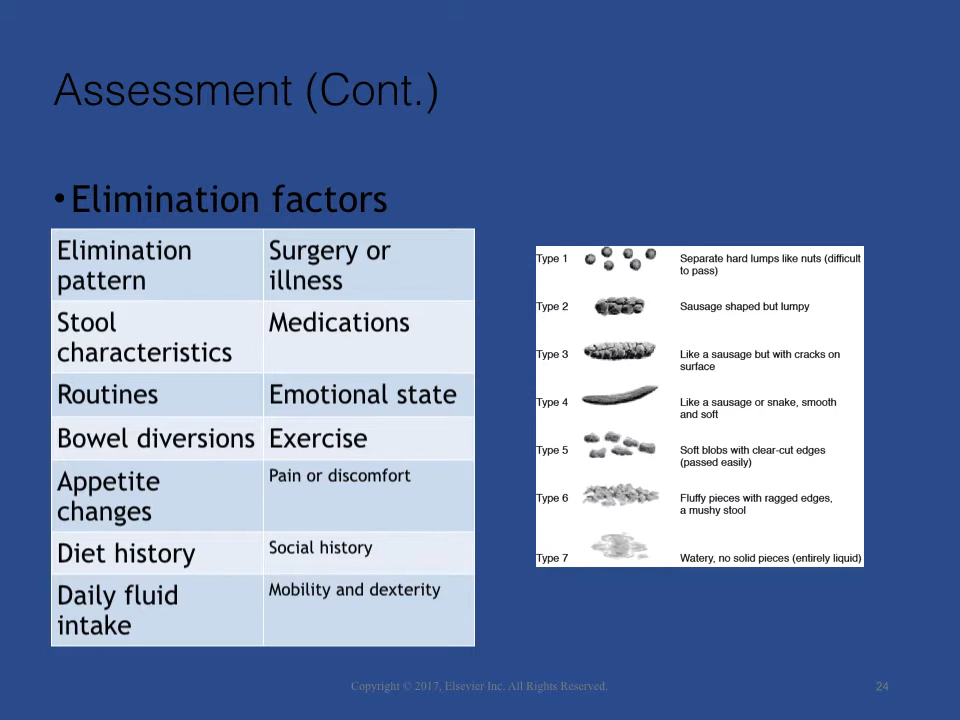 Assessment (Cont.)
• Elimination factors
Elimination pattern
Surgery or illness
Stool characteristics
Medications
Routines
Emotional state
Bowel diversions
Exercise
Appetite changes
Pain or discomfort
Diet history
Social history
Daily fluid intake
Mobility and dexterity
Type 1
Separate hard lumps like nuts (difficult
to pass)
Type 2
Sausage shaped but lumpy
Type 3
Like a sausage but with cracks on
surface
Type 4
Like a sausage or snake, smooth
and soft
Type 5
Soft blobs with clear-cut edges
(passed easily)
Type 6
Fluffy pieces with ragged edges,
a mushy stool
Type 7
Watery, no solid pieces (entirely liquid)
Copyright © 2017, Elsevier Inc. All Rights Reserved.
24